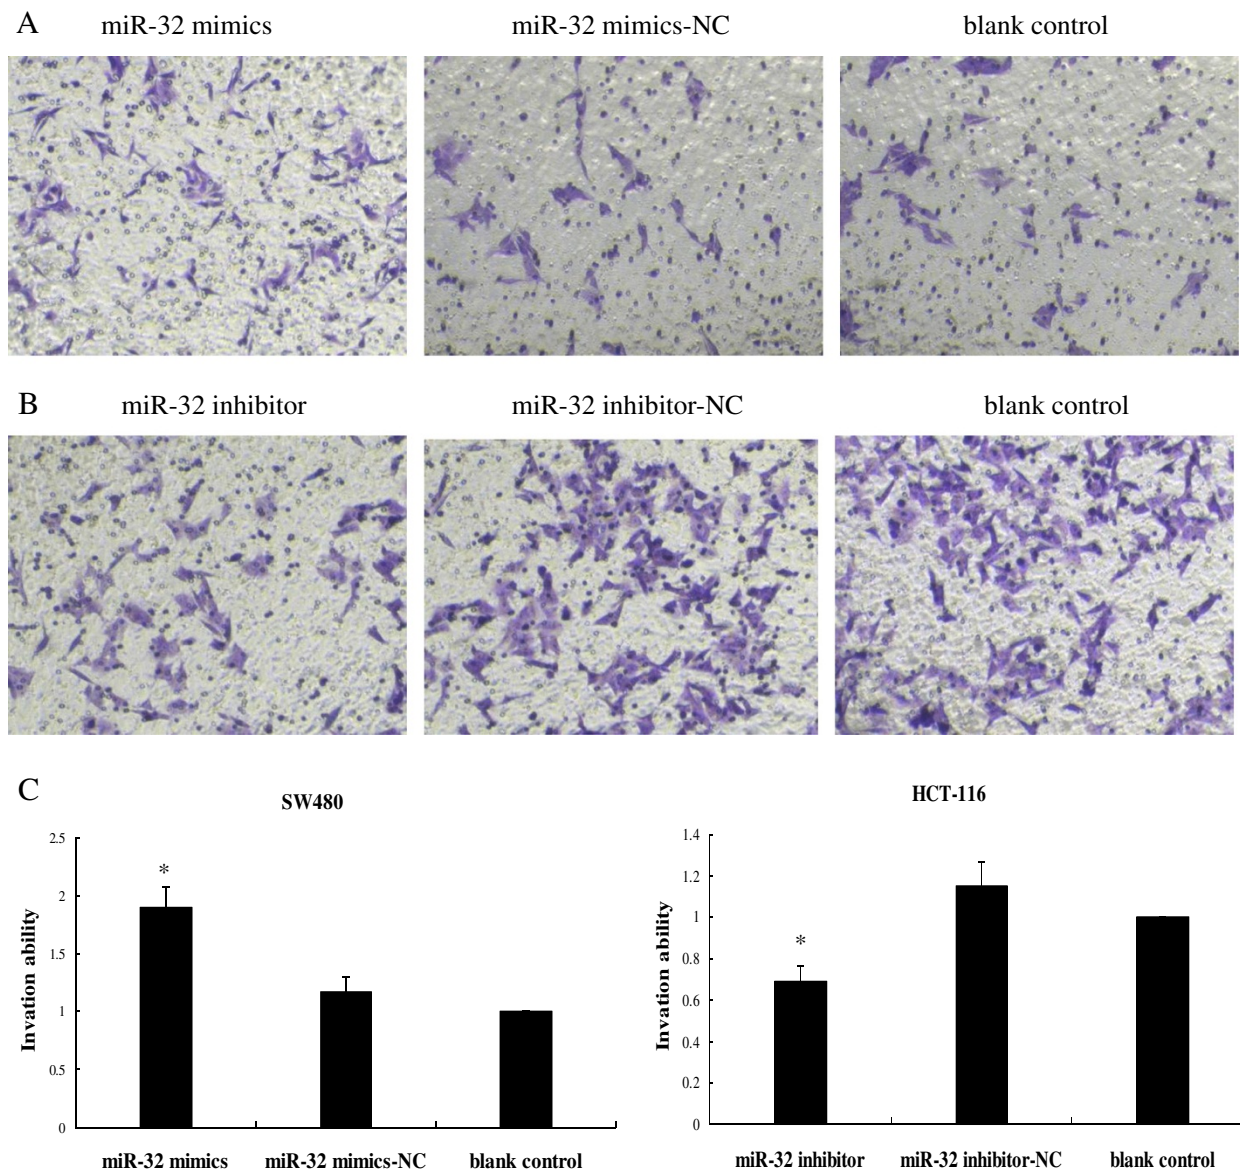 A miR-32 mimics miR-32 mimics-NC blank control
B miR-32 inhibitor miR-32 inhibitor-NC blank control
C
SW480
2.5
2
1.5
1
0.5
0
Invation ability
*
miR-32 mimics miR-32 mimics-NC blank control
HCT-116
1.4
1.2
1
0.8
0.6
0.4
0.2
0
Invation ability
*
miR-32 inhibitor miR-32 inhibitor-NC blank control